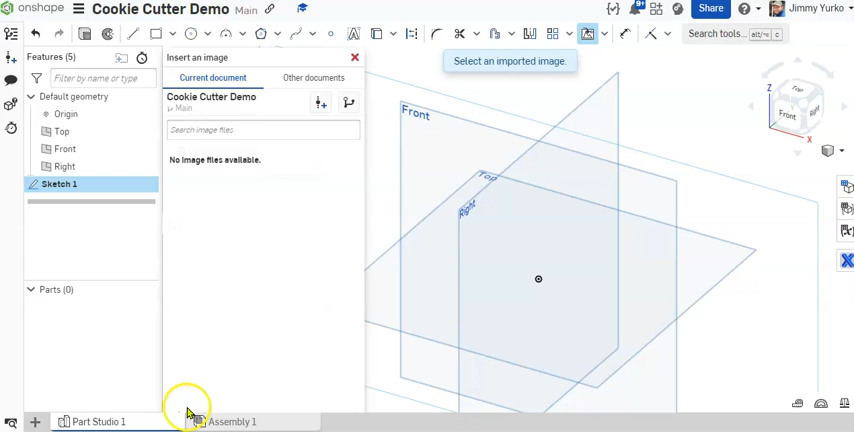 onshape Cookie Cutter Demo Main Share Jimmy Yurko
Search tools... alt/⌥ c
Features (5)
Filter by name or type
Default geometry
Origin
Top
Front
Right
Sketch 1
Parts (0)
Insert an image
Current document Other documents
Cookie Cutter Demo
Main
Search image files
No image files available.
Select an imported image.
Front
Top
Right
Z
Top
Front
Right
X
Part Studio 1
Assembly 1